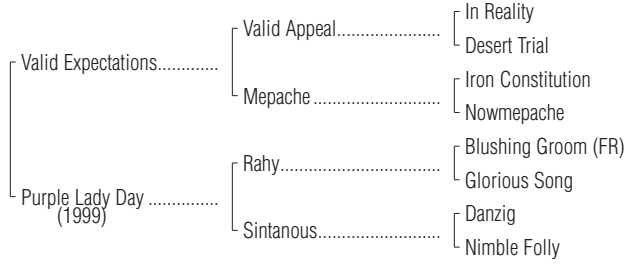 In Reality
Valid Appeal........................
Desert Trial
Valid Expectations..............
Iron Constitution
Mepache .............................
Nowmepache
Blushing Groom (FR)
Rahy.....................................
Glorious Song
Purple Lady Day ................
(1999)
Danzig
Sintanous............................
Nimble Folly